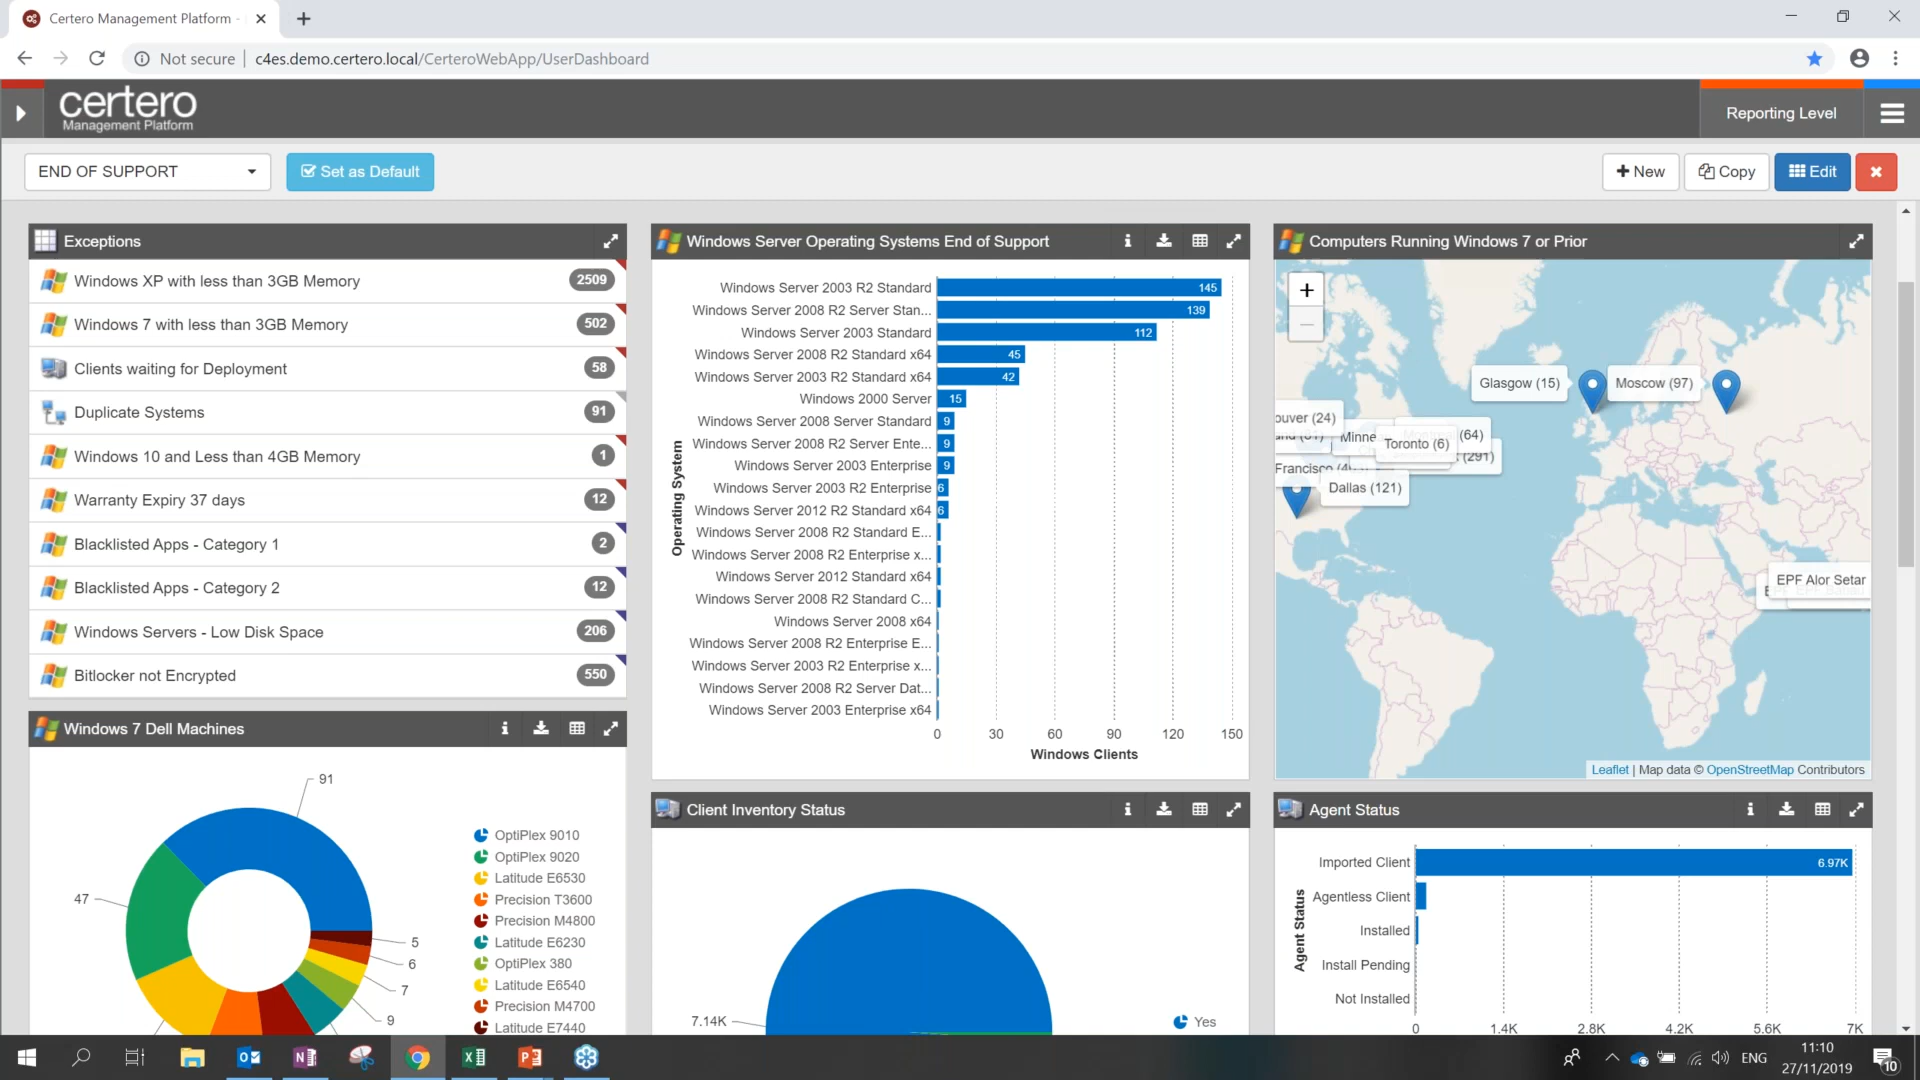 Certero Management Platform -
Not secure
c4es.demo.certero.local/CerteroWebApp/UserDashboard
certero
Management Platform
Reporting Level
END OF SUPPORT
Set as Default
New
Copy
Edit
Exceptions
Windows XP with less than 3GB Memory 2509
Windows 7 with less than 3GB Memory 502
Clients waiting for Deployment 58
Duplicate Systems 91
Windows 10 and Less than 4GB Memory 1
Warranty Expiry 37 days 12
Blacklisted Apps - Category 1 2
Blacklisted Apps - Category 2 12
Windows Servers - Low Disk Space 206
Bitlocker not Encrypted 550
Windows 7 Dell Machines
91
47
5
6
7
9
OptiPlex 9010
OptiPlex 9020
Latitude E6530
Precision T3600
Precision M4800
Latitude E6230
OptiPlex 380
Latitude E6540
Precision M4700
Latitude E7440
Windows Server Operating Systems End of Support
Operating System
Windows Server 2003 R2 Standard 145
Windows Server 2008 R2 Server Stan... 139
Windows Server 2003 Standard 112
Windows Server 2008 R2 Standard x64 45
Windows Server 2003 R2 Standard x64 42
Windows 2000 Server 15
Windows Server 2008 Server Standard 9
Windows Server 2008 R2 Server Ente... 9
Windows Server 2003 Enterprise 9
Windows Server 2003 R2 Enterprise 6
Windows Server 2012 R2 Standard x64 6
Windows Server 2008 R2 Standard E...
Windows Server 2008 R2 Enterprise x...
Windows Server 2012 Standard x64
Windows Server 2008 R2 Standard C...
Windows Server 2008 x64
Windows Server 2008 R2 Enterprise E...
Windows Server 2003 R2 Enterprise x...
Windows Server 2008 R2 Server Dat...
Windows Server 2003 Enterprise x64
0 30 60 90 120 150
Windows Clients
Client Inventory Status
7.14K
Yes
Computers Running Windows 7 or Prior
+
−
Glasgow (15)
Moscow (97)
ouver (24)
Minne
(64)
Toronto (6)
(291)
Francisco (4
Dallas (121)
EPF Alor Setar
Leaflet | Map data © OpenStreetMap Contributors
Agent Status
Agent Status
Imported Client 6.97K
Agentless Client
Installed
Install Pending
Not Installed
0 1.4K 2.8K 4.2K 5.6K 7K
ENG
11:10
27/11/2019
10